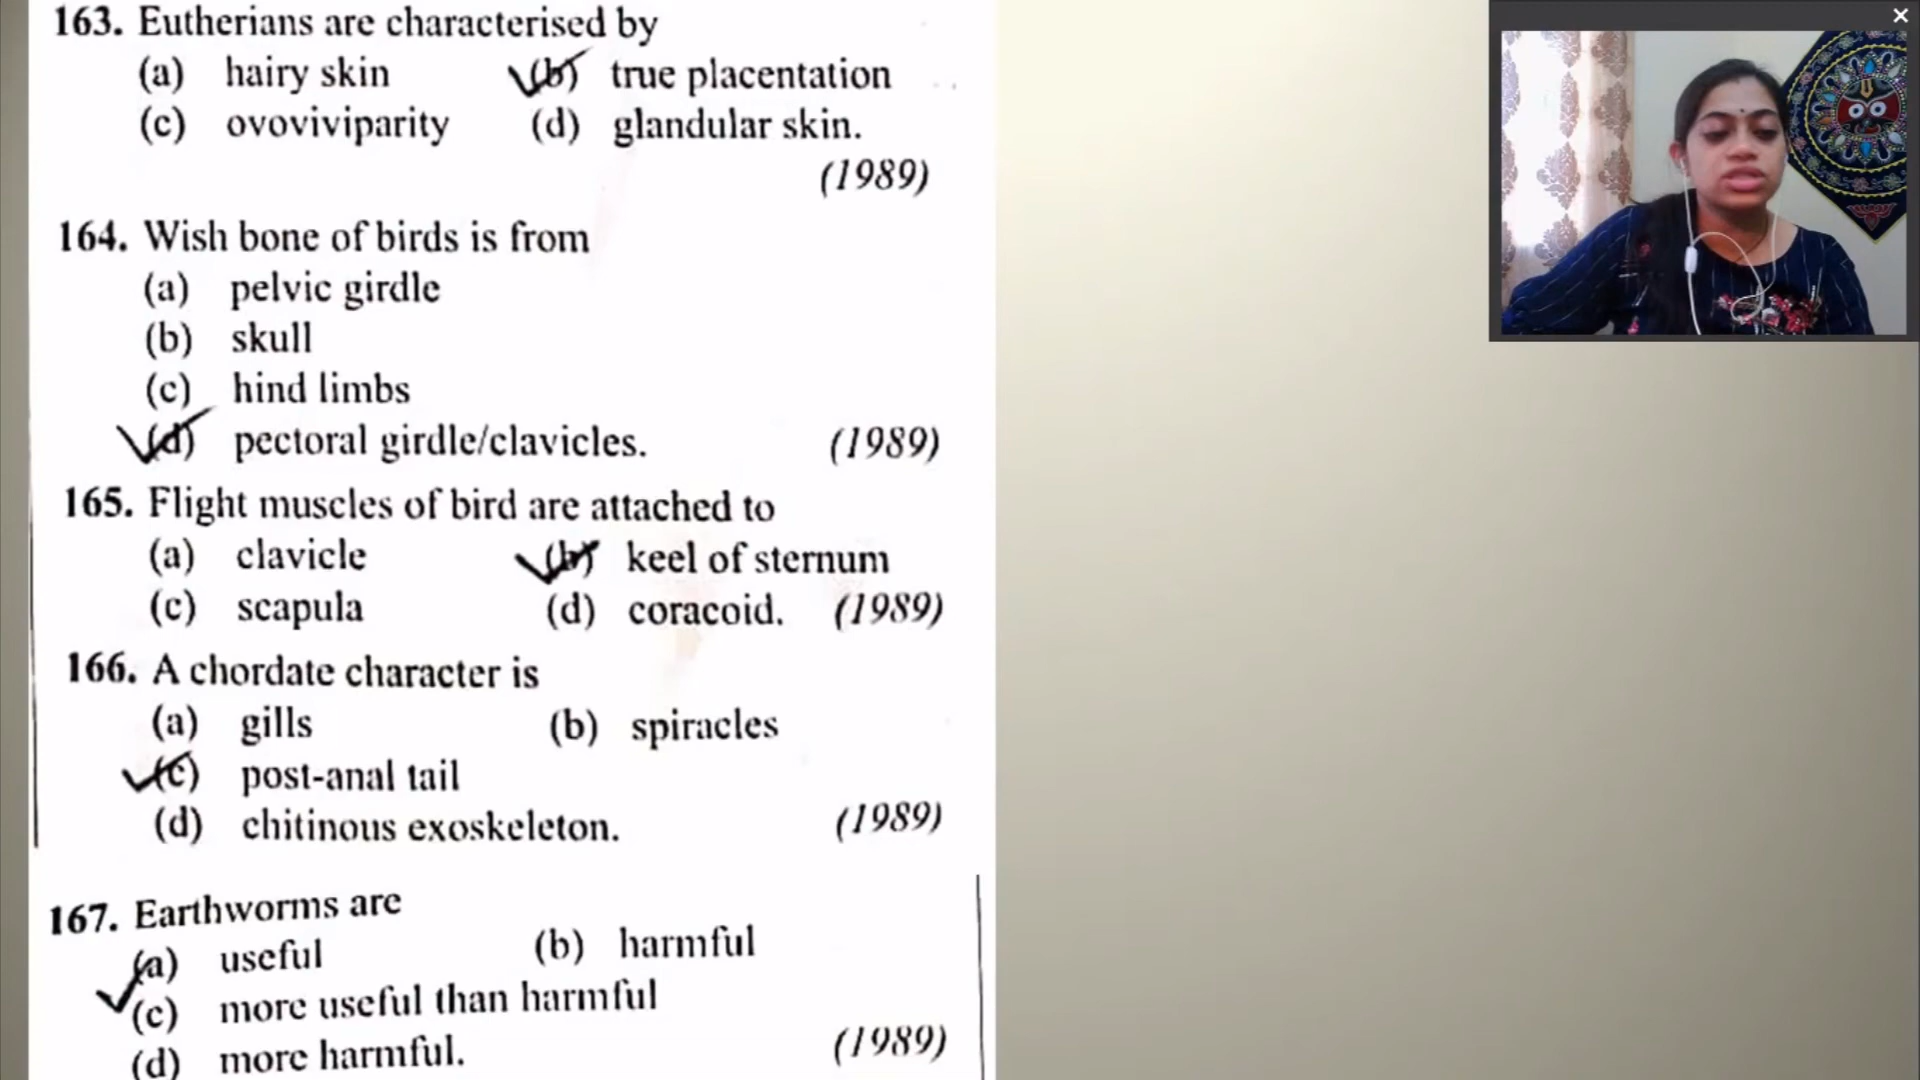 163. Eutherians are characterised by
(a) hairy skin (b) true placentation
(c) ovoviviparity (d) glandular skin.
(1989)
164. Wish bone of birds is from
(a) pelvic girdle
(b) skull
(c) hind limbs
(d) pectoral girdle/clavicles. (1989)
165. Flight muscles of bird are attached to
(a) clavicle (b) keel of sternum
(c) scapula (d) coracoid. (1989)
166. A chordate character is
(a) gills (b) spiracles
(c) post-anal tail
(d) chitinous exoskeleton. (1989)
167. Earthworms are
(a) useful (b) harmful
(c) more useful than harmful
(d) more harmful. (1989)